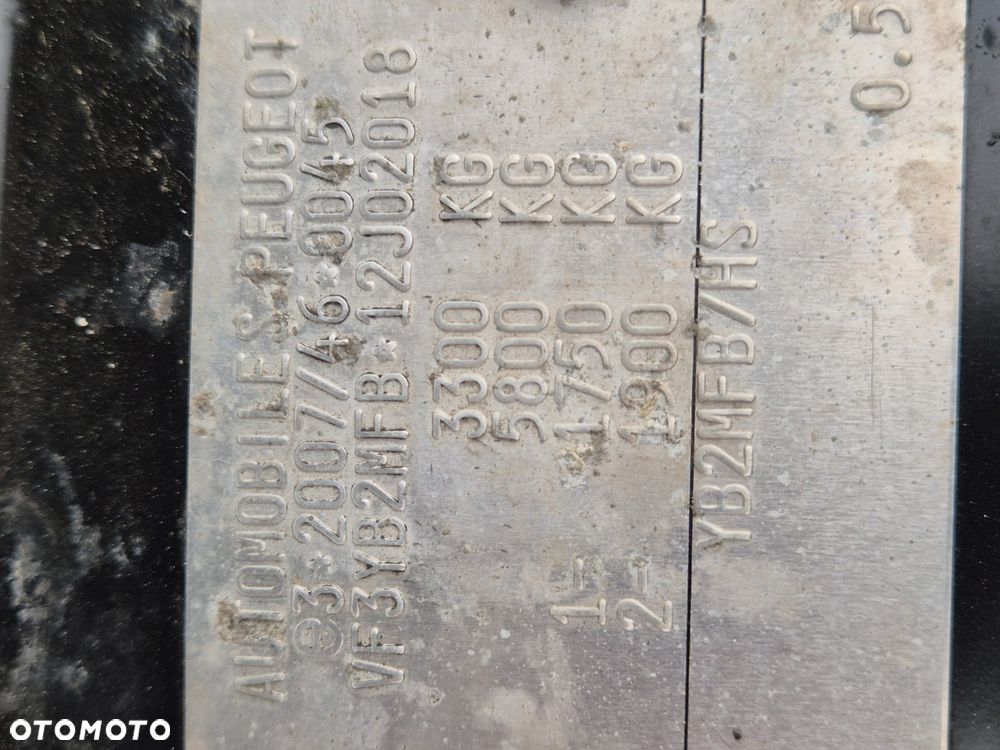 AUTOMOBILES PEUGEOT
e3*2007/46*0045
VF3YB2MFB*12J02018
3300 KG
5800 KG
1- 1750 KG
2- 1900 KG
YB2MFB/HS
0.5
OTOMOTO